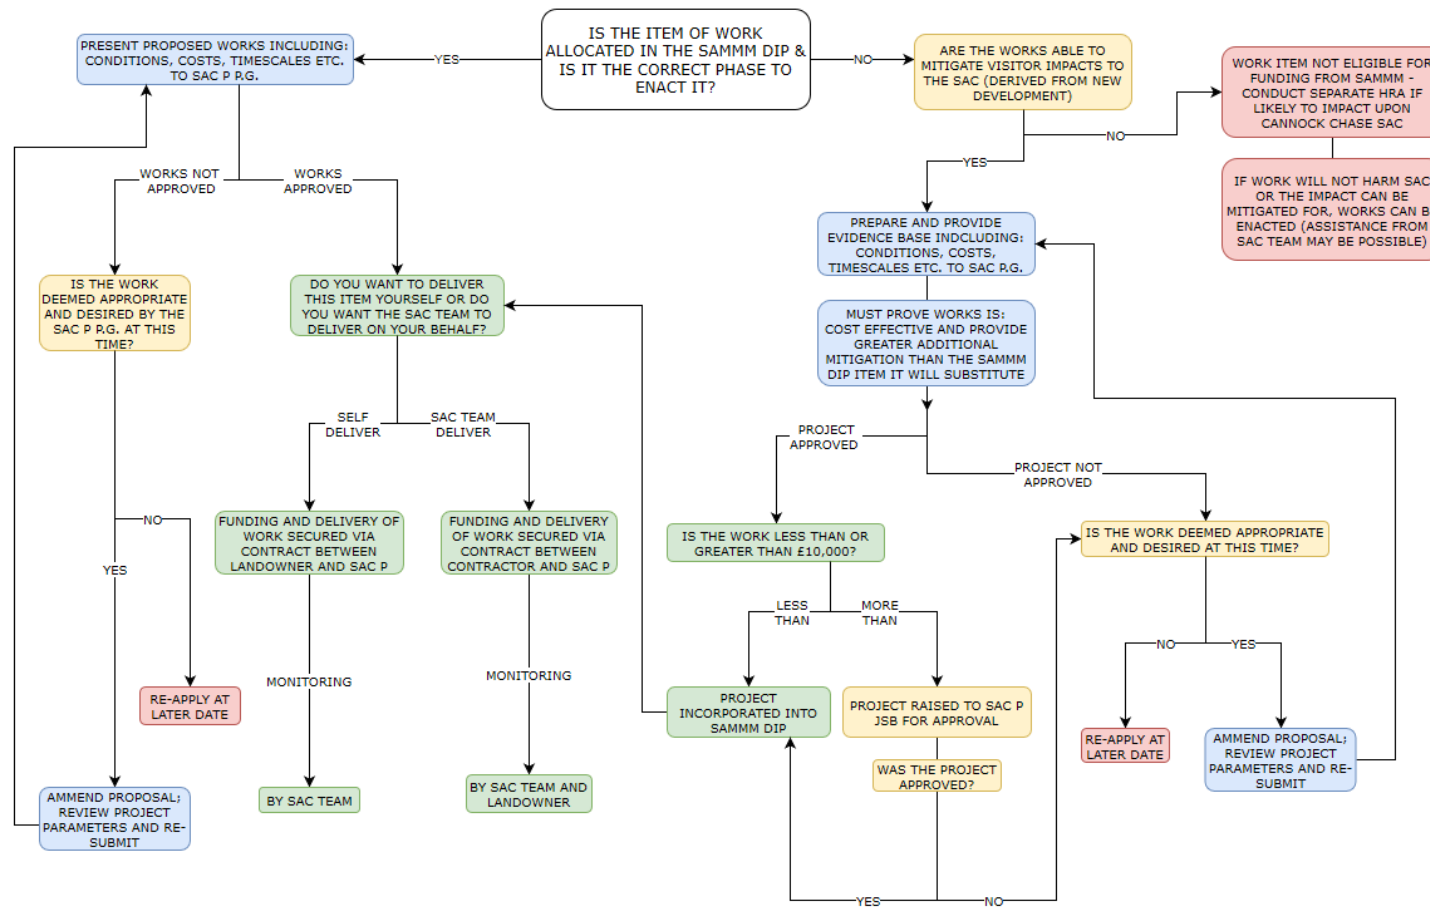 IS THE ITEM OF WORK
ALLOCATED IN THE SAMMM DIP &
IS IT THE CORRECT PHASE TO
ENACT IT?
YES
NO
PRESENT PROPOSED WORKS INCLUDING:
CONDITIONS, COSTS, TIMESCALES ETC.
TO SAC P P.G.
ARE THE WORKS ABLE TO
MITIGATE VISITOR IMPACTS TO
THE SAC (DERIVED FROM NEW
DEVELOPMENT)
WORK ITEM NOT ELIGIBLE FOR
FUNDING FROM SAMMM -
CONDUCT SEPARATE HRA IF
LIKELY TO IMPACT UPON
CANNOCK CHASE SAC
NO
YES
IF WORK WILL NOT HARM SAC
OR THE IMPACT CAN BE
MITIGATED FOR, WORKS CAN B
ENACTED (ASSISTANCE FROM
SAC TEAM MAY BE POSSIBLE)
WORKS NOT
APPROVED
WORKS
APPROVED
PREPARE AND PROVIDE
EVIDENCE BASE INDCLUDING:
CONDITIONS, COSTS,
TIMESCALES ETC. TO SAC P.G.
IS THE WORK
DEEMED APPROPRIATE
AND DESIRED BY THE
SAC P P.G. AT THIS
TIME?
DO YOU WANT TO DELIVER
THIS ITEM YOURSELF OR DO
YOU WANT THE SAC TEAM TO
DELIVER ON YOUR BEHALF?
MUST PROVE WORKS IS:
COST EFFECTIVE AND PROVIDE
GREATER ADDITIONAL
MITIGATION THAN THE SAMMM
DIP ITEM IT WILL SUBSTITUTE
SELF
DELIVER
SAC TEAM
DELIVER
PROJECT
APPROVED
PROJECT NOT
APPROVED
NO
YES
FUNDING AND DELIVERY OF
WORK SECURED VIA
CONTRACT BETWEEN
LANDOWNER AND SAC P
FUNDING AND DELIVERY
OF WORK SECURED VIA
CONTRACT BETWEEN
CONTRACTOR AND SAC P
IS THE WORK LESS THAN OR
GREATER THAN £10,000?
IS THE WORK DEEMED APPROPRIATE
AND DESIRED AT THIS TIME?
LESS
THAN
MORE
THAN
NO
YES
MONITORING
MONITORING
RE-APPLY AT
LATER DATE
PROJECT
INCORPORATED INTO
SAMMM DIP
PROJECT RAISED TO SAC P
JSB FOR APPROVAL
WAS THE PROJECT
APPROVED?
RE-APPLY AT
LATER DATE
AMMEND PROPOSAL;
REVIEW PROJECT
PARAMETERS AND RE-
SUBMIT
AMMEND PROPOSAL;
REVIEW PROJECT
PARAMETERS AND RE-
SUBMIT
BY SAC TEAM
BY SAC TEAM AND
LANDOWNER
YES
NO